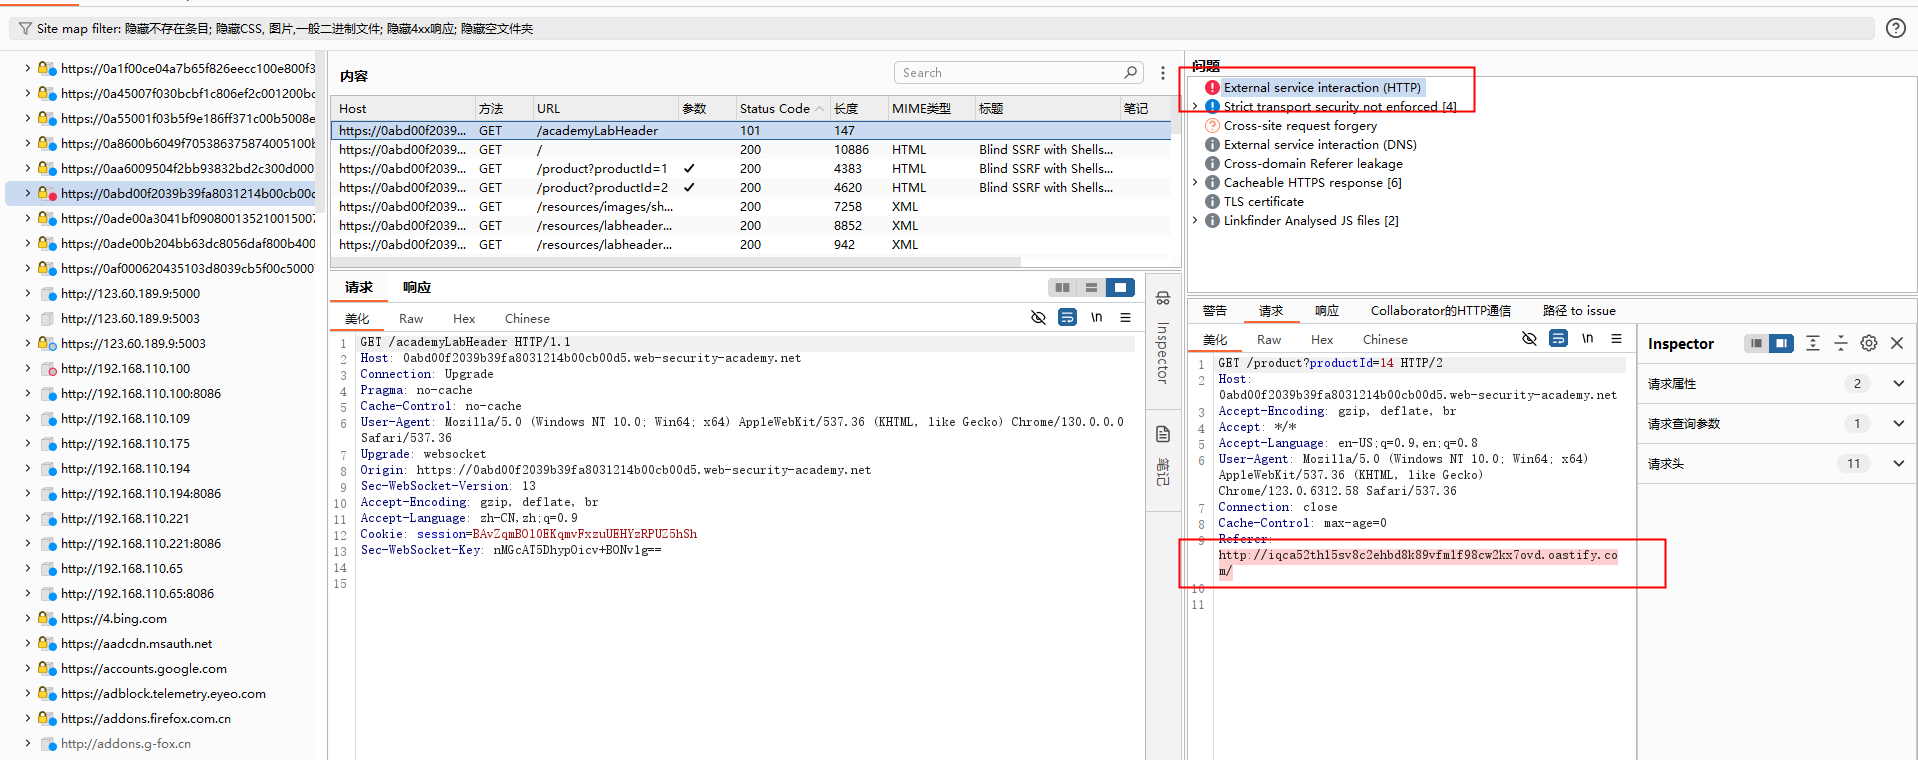 Site map filter: 隐藏不存在条目; 隐藏CSS, 图片,一般二进制文件; 隐藏4xx响应; 隐藏空文件夹
https://0a1f00ce04a7b65f826eecc100e800f3
https://0a45007f030bcbf1c806ef2c001200bc
https://0a55001f03b5f9e186ff371c00b5008e
https://0a8600b6049f705386375874005100b
https://0aa6009504f2bb93832bd2c300d000
https://0abd00f2039b39fa8031214b00cb00d
https://0ade00a3041bf090800135210015007
https://0ade00b204bb63dc8056daf800b400
https://0af000620435103d8039cb5f00c5000
http://123.60.189.9:5000
http://123.60.189.9:5003
https://123.60.189.9:5003
http://192.168.110.100
http://192.168.110.100:8086
http://192.168.110.109
http://192.168.110.175
http://192.168.110.194
http://192.168.110.194:8086
http://192.168.110.221
http://192.168.110.221:8086
http://192.168.110.65
http://192.168.110.65:8086
https://4.bing.com
https://aadcdn.msauth.net
https://accounts.google.com
https://adblock.telemetry.eyeo.com
https://addons.firefox.com.cn
http://addons.g-fox.cn
内容
Search
Host 方法 URL 参数 Status Code 长度 MIME类型 标题 笔记
https://0abd00f2039... GET /academyLabHeader 101 147
https://0abd00f2039... GET / 200 10886 HTML Blind SSRF with Shells...
https://0abd00f2039... GET /product?productId=1 ✓ 200 4383 HTML Blind SSRF with Shells...
https://0abd00f2039... GET /product?productId=2 ✓ 200 4620 HTML Blind SSRF with Shells...
https://0abd00f2039... GET /resources/images/sh... 200 7258 XML
https://0abd00f2039... GET /resources/labheader... 200 8852 XML
https://0abd00f2039... GET /resources/labheader... 200 942 XML
请求 响应
美化 Raw Hex Chinese \n
1 GET /academyLabHeader HTTP/1.1
2 Host: 0abd00f2039b39fa8031214b00cb00d5.web-security-academy.net
3 Connection: Upgrade
4 Pragma: no-cache
5 Cache-Control: no-cache
6 User-Agent: Mozilla/5.0 (Windows NT 10.0; Win64; x64) AppleWebKit/537.36 (KHTML, like Gecko) Chrome/130.0.0.0
Safari/537.36
7 Upgrade: websocket
8 Origin: https://0abd00f2039b39fa8031214b00cb00d5.web-security-academy.net
9 Sec-WebSocket-Version: 13
10 Accept-Encoding: gzip, deflate, br
11 Accept-Language: zh-CN,zh;q=0.9
12 Cookie: session=BAvZqmBO10EKqmvFxzuUEHYzRPUZ5hSh
13 Sec-WebSocket-Key: nMGcAT5DhypOicv+BONv1g==
14
15
Inspector
笔记
问题
External service interaction (HTTP)
Strict transport security not enforced [4]
Cross-site request forgery
External service interaction (DNS)
Cross-domain Referer leakage
Cacheable HTTPS response [6]
TLS certificate
Linkfinder Analysed JS files [2]
警告 请求 响应 Collaborator的HTTP通信 路径 to issue
美化 Raw Hex Chinese \n
1 GET /product?productId=14 HTTP/2
2 Host:
0abd00f2039b39fa8031214b00cb00d5.web-security-academy.net
3 Accept-Encoding: gzip, deflate, br
4 Accept: */*
5 Accept-Language: en-US;q=0.9,en;q=0.8
6 User-Agent: Mozilla/5.0 (Windows NT 10.0; Win64; x64)
AppleWebKit/537.36 (KHTML, like Gecko)
Chrome/123.0.6312.58 Safari/537.36
7 Connection: close
8 Cache-Control: max-age=0
9 Referer:
http://iqca52th15sv8c2ehbd8k89vfm1f98cw2kx7ovd.oastify.co
m/
10
11
Inspector
请求属性 2
请求查询参数 1
请求头 11